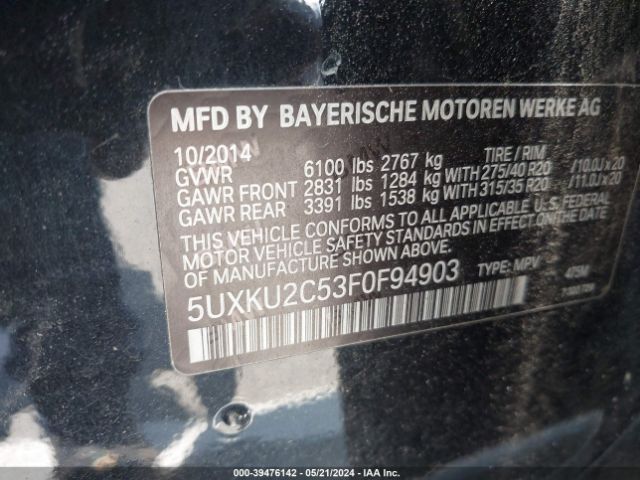 MFD BY BAYERISCHE MOTOREN WERKE AG
10/2014
GVWR 6100 lbs 2767 kg TIRE / RIM
GAWR FRONT 2831 lbs 1284 kg WITH 275/40 R20 /10.0J x 20
GAWR REAR 3391 lbs 1538 kg WITH 315/35 R20 /11.0J x 20
THIS VEHICLE CONFORMS TO ALL APPLICABLE U.S. FEDERAL
MOTOR VEHICLE SAFETY STANDARDS IN EFFECT ON THE DATE
OF MANUFACTURE SHOWN ABOVE.
5UXKU2C53F0F94903 TYPE: MPV 475M
000-39476142 - 05/21/2024 - IAA Inc.